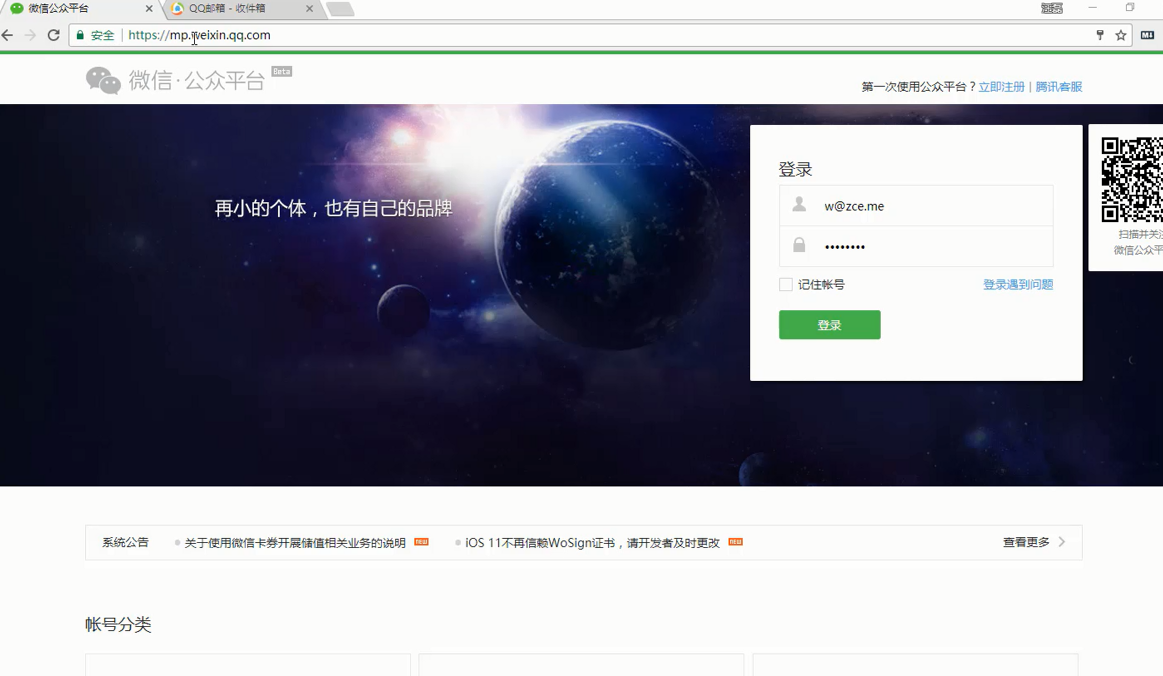 微信公众平台
QQ邮箱 - 收件箱
安全
https://mp.weixin.qq.com
微信·公众平台 Beta
第一次使用公众平台？立即注册 | 腾讯客服
再小的个体，也有自己的品牌
登录
w@zce.me
••••••••
记住帐号
登录遇到问题
登录
扫描并关注
微信公众平
系统公告
关于使用微信卡券开展储值相关业务的说明 new
iOS 11不再信赖WoSign证书，请开发者及时更改 new
查看更多
帐号分类